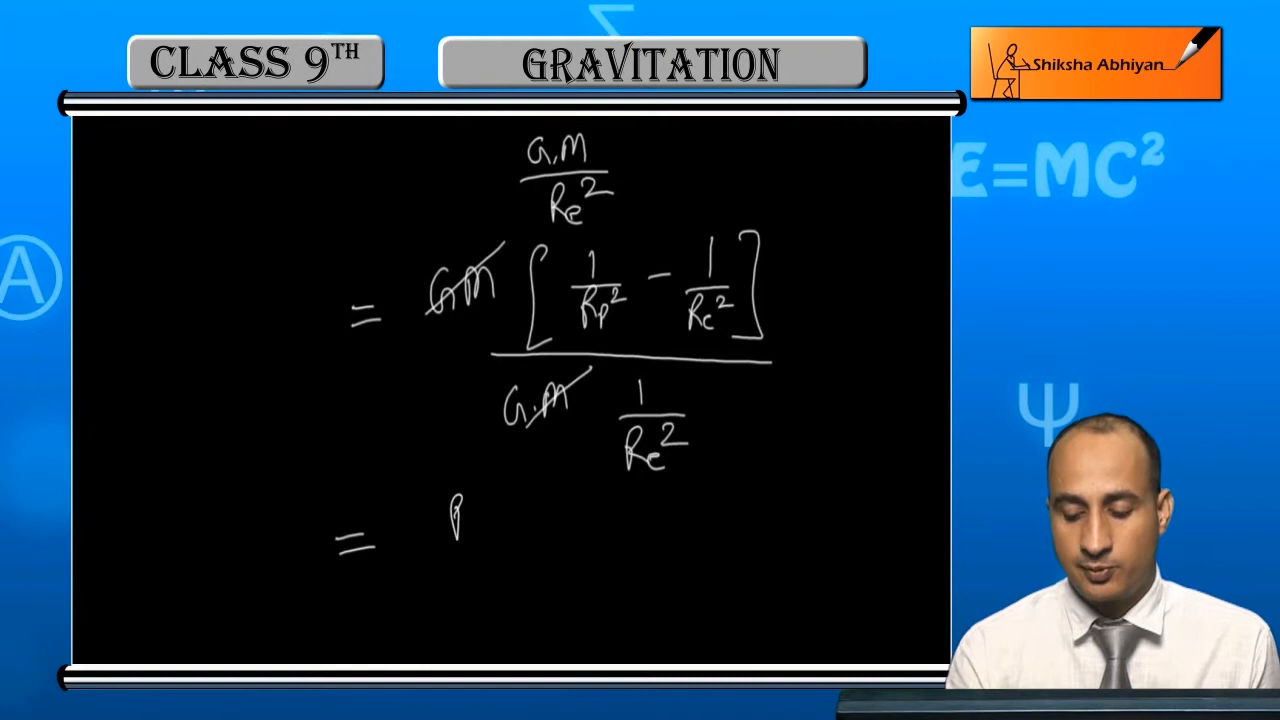 CLASS 9TH
GRAVITATION
Shiksha Abhiyan
E=MC²
Σ
A
Ψ
G.M
Re²
= GM [ 1/Rp² - 1/Re² ]
G.M 1/Re²
= R